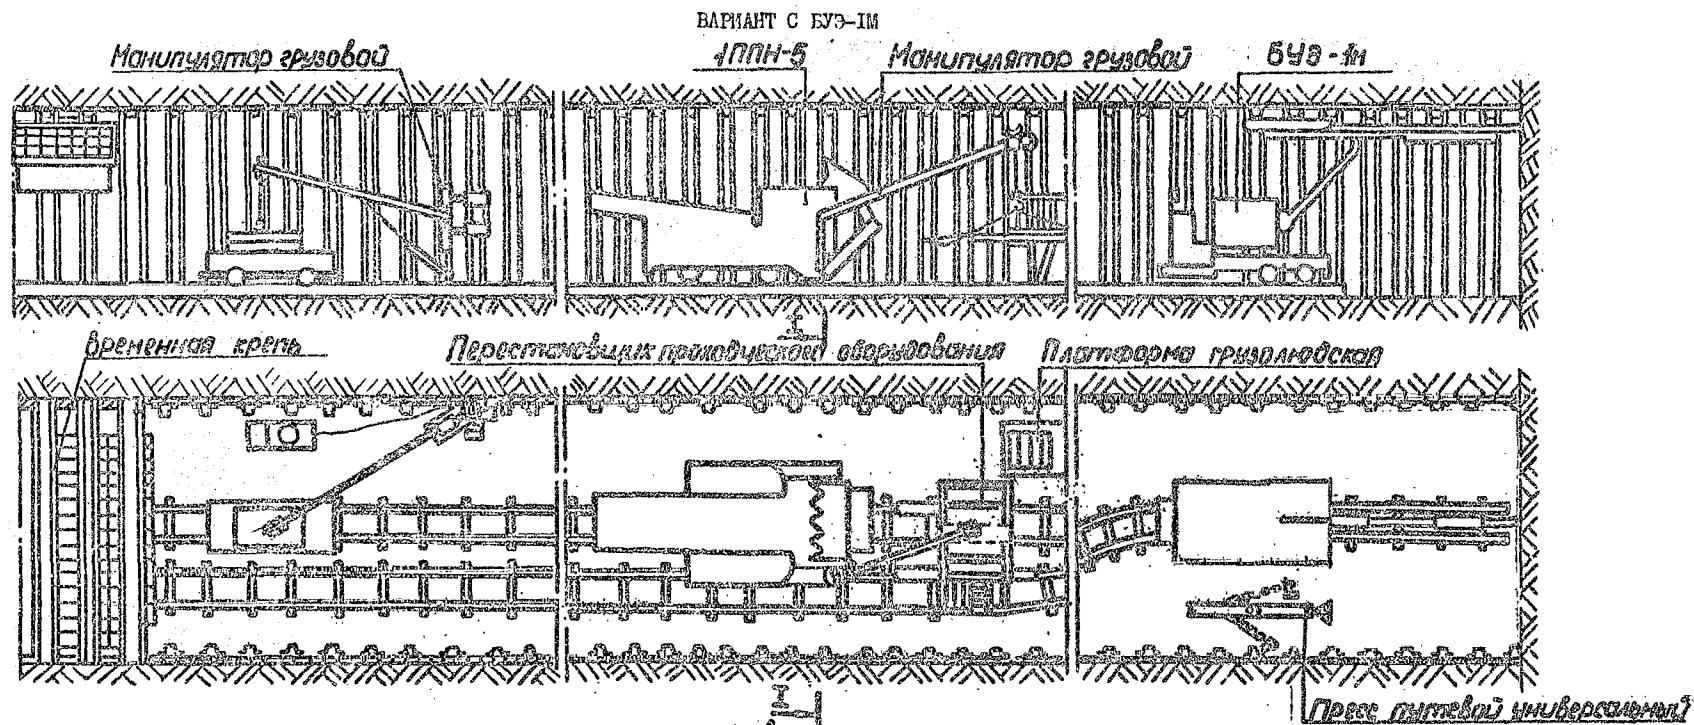 ВАРИАНТ С БУЭ-IМ
Манипулятор грузовой
1ППН-5
Манипулятор грузовой
БУЭ-1м
I
Временная крепь
Перестановщик проходческого оборудования
Платформа грузолюдская
I
Пресс путевой универсальный